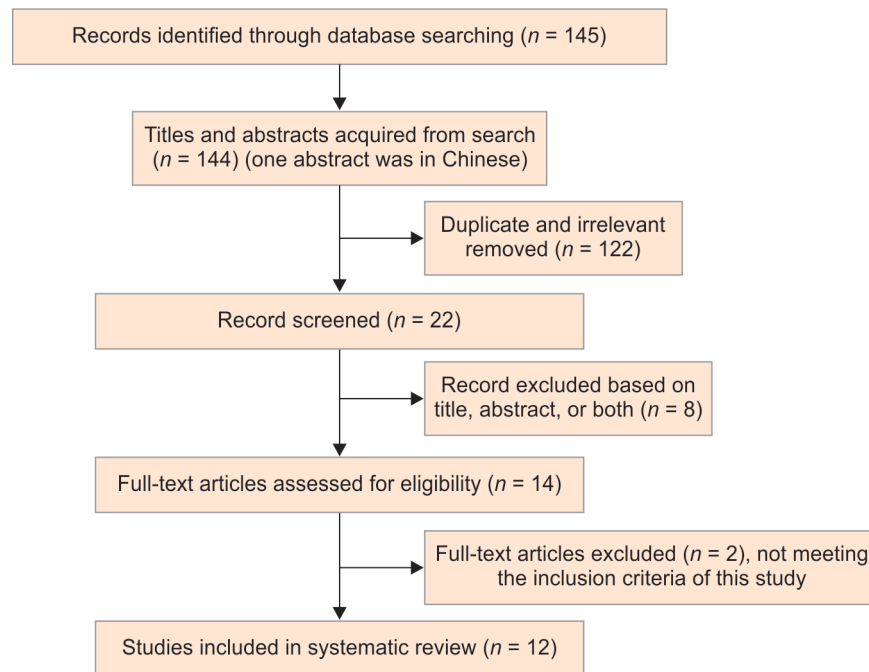 Records identified through database searching (n = 145)
Titles and abstracts acquired from search
(n = 144) (one abstract was in Chinese)
Duplicate and irrelevant
removed (n = 122)
Record screened (n = 22)
Record excluded based on
title, abstract, or both (n = 8)
Full-text articles assessed for eligibility (n = 14)
Full-text articles excluded (n = 2), not meeting
the inclusion criteria of this study
Studies included in systematic review (n = 12)